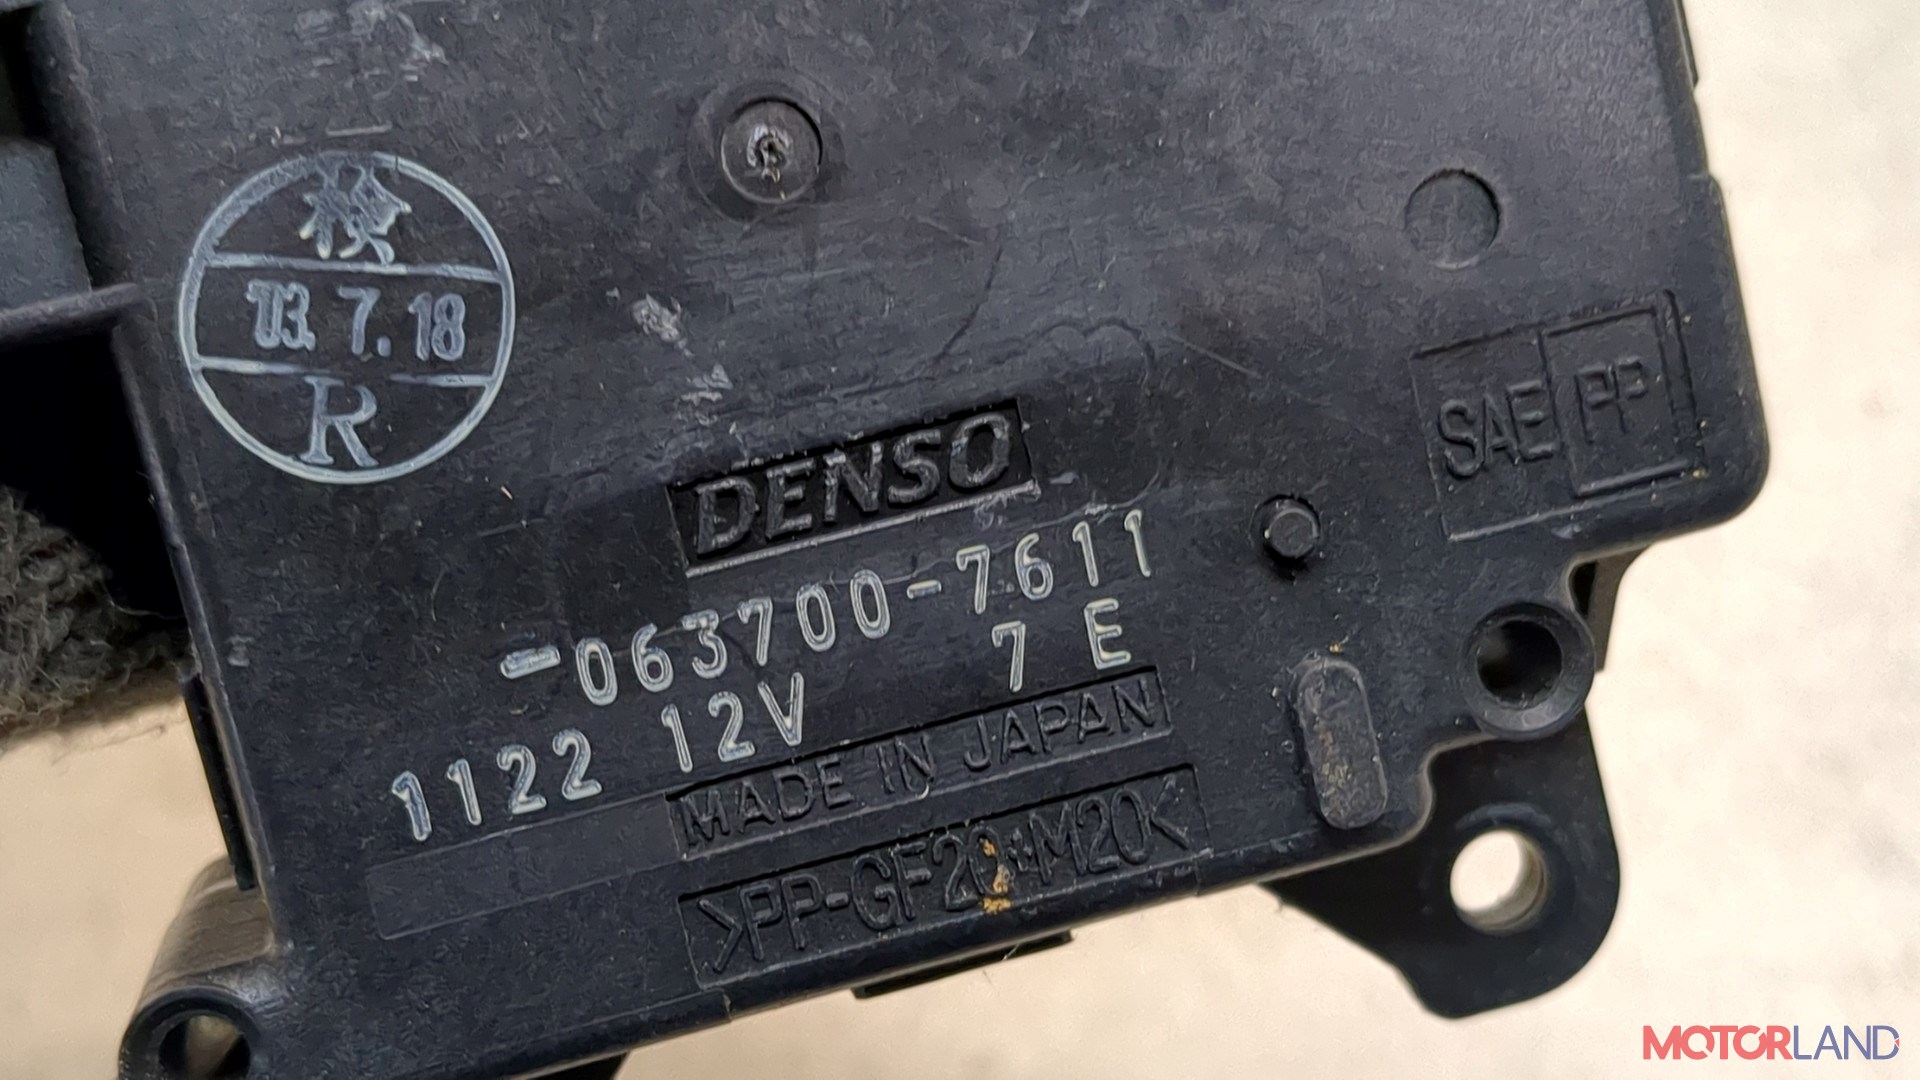 検
'03. 7. 18
R
DENSO
SAE PP
-063700-7611
1122 12V 7 E
MADE IN JAPAN
>PP-GF20+M20<
MOTORLAND